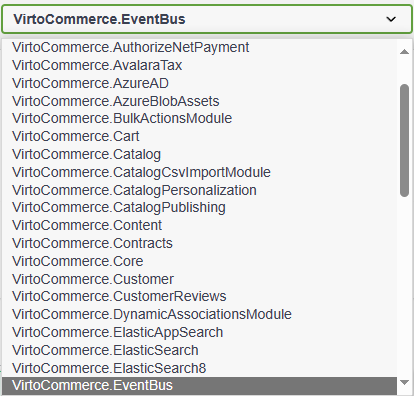 VirtoCommerce.EventBus
VirtoCommerce.AuthorizeNetPayment
VirtoCommerce.AvalaraTax
VirtoCommerce.AzureAD
VirtoCommerce.AzureBlobAssets
VirtoCommerce.BulkActionsModule
VirtoCommerce.Cart
VirtoCommerce.Catalog
VirtoCommerce.CatalogCsvImportModule
VirtoCommerce.CatalogPersonalization
VirtoCommerce.CatalogPublishing
VirtoCommerce.Content
VirtoCommerce.Contracts
VirtoCommerce.Core
VirtoCommerce.Customer
VirtoCommerce.CustomerReviews
VirtoCommerce.DynamicAssociationsModule
VirtoCommerce.ElasticAppSearch
VirtoCommerce.ElasticSearch
VirtoCommerce.ElasticSearch8
VirtoCommerce.EventBus